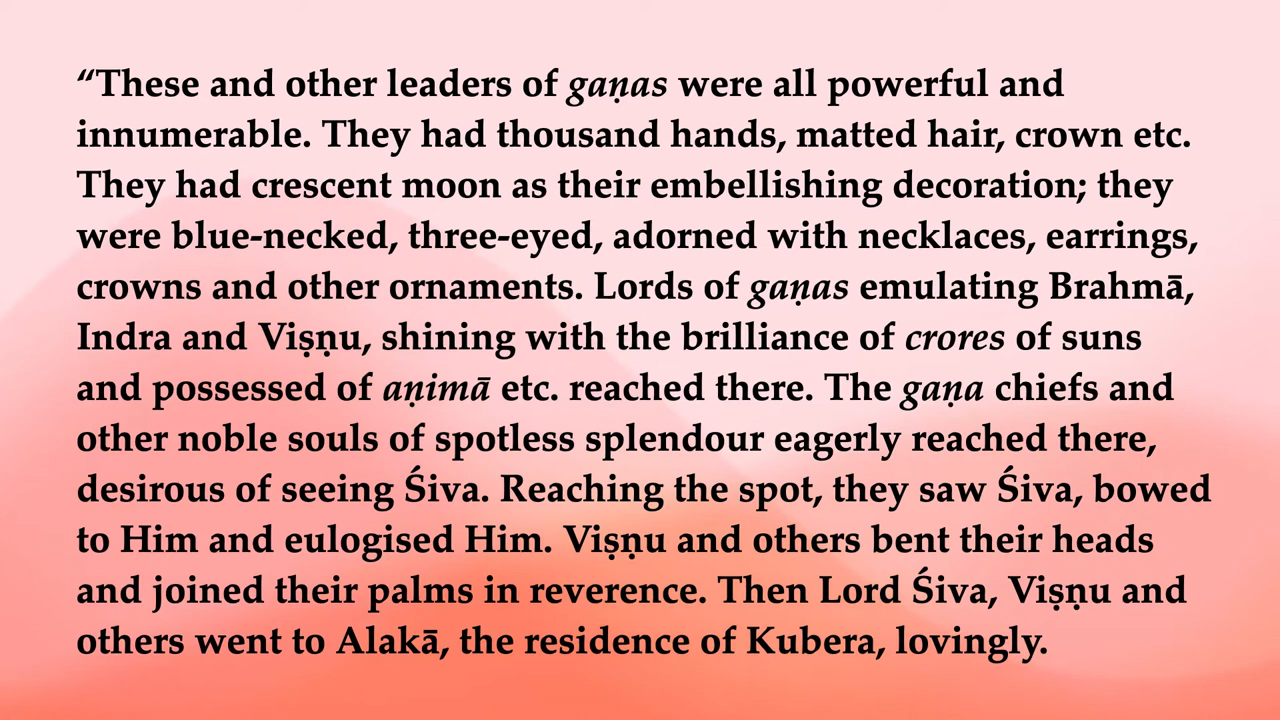 “These and other leaders of gaṇas were all powerful and
innumerable. They had thousand hands, matted hair, crown etc.
They had crescent moon as their embellishing decoration; they
were blue-necked, three-eyed, adorned with necklaces, earrings,
crowns and other ornaments. Lords of gaṇas emulating Brahmā,
Indra and Viṣṇu, shining with the brilliance of crores of suns
and possessed of aṇimā etc. reached there. The gaṇa chiefs and
other noble souls of spotless splendour eagerly reached there,
desirous of seeing Śiva. Reaching the spot, they saw Śiva, bowed
to Him and eulogised Him. Viṣṇu and others bent their heads
and joined their palms in reverence. Then Lord Śiva, Viṣṇu and
others went to Alakā, the residence of Kubera, lovingly.